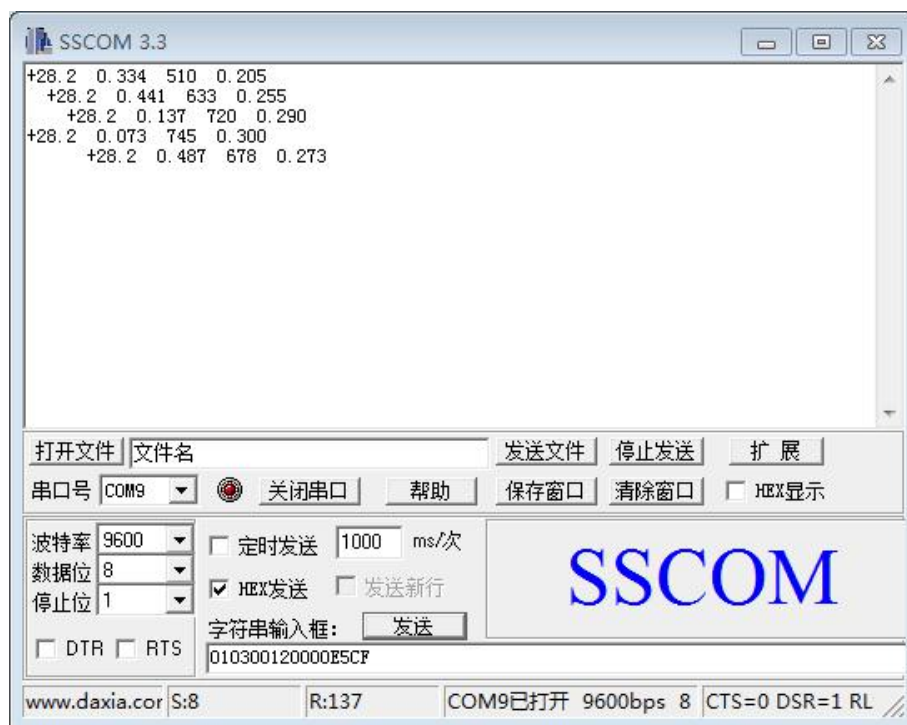 SSCOM 3.3
+28.2 0.334 510 0.205
+28.2 0.441 633 0.255
+28.2 0.137 720 0.290
+28.2 0.073 745 0.300
+28.2 0.487 678 0.273
打开文件 文件名 发送文件 停止发送 扩 展
串口号 COM9 关闭串口 帮助 保存窗口 清除窗口 HEX显示
波特率 9600 定时发送 1000 ms/次
数据位 8 HEX发送 发送新行
停止位 1
字符串输入框: 发送
DTR RTS 010300120000E5CF
SSCOM
www.daxia.cor S:8 R:137 COM9已打开 9600bps 8 CTS=0 DSR=1 RL